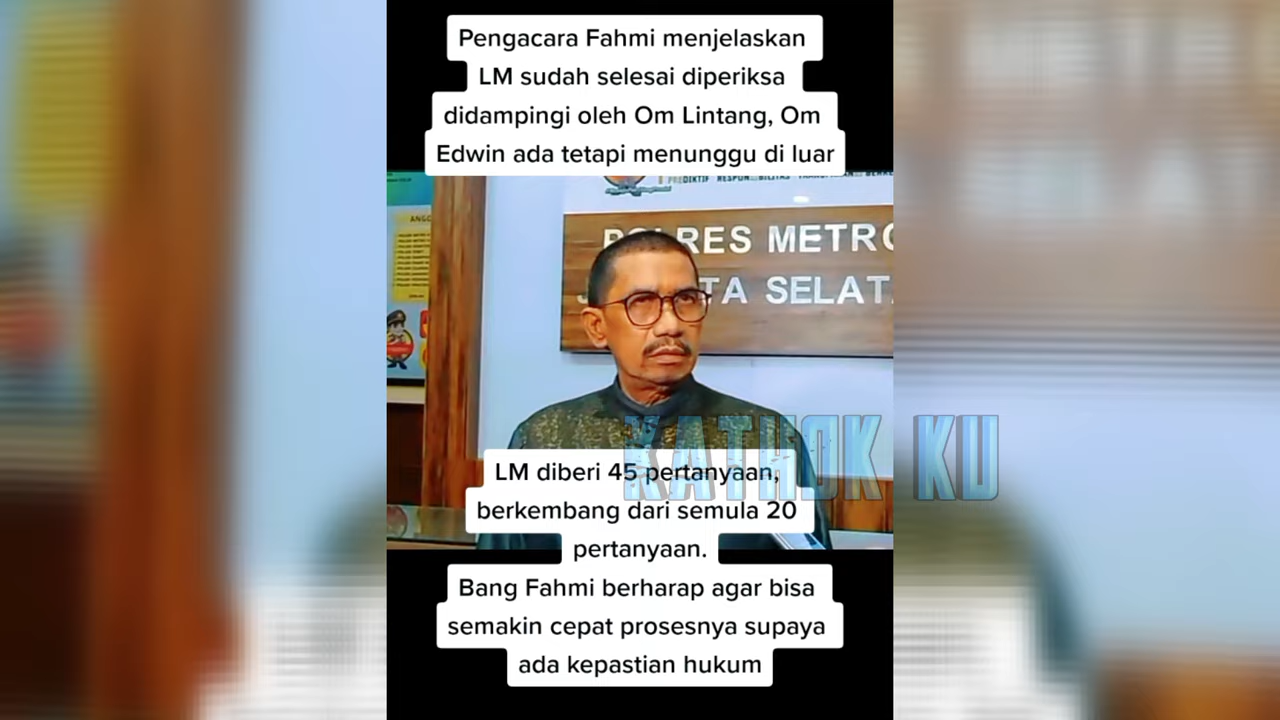 Pengacara Fahmi menjelaskan
LM sudah selesai diperiksa
didampingi oleh Om Lintang, Om
Edwin ada tetapi menunggu di luar
POLRES METRO
SELAT
KATHOK KU
LM diberi 45 pertanyaan,
berkembang dari semula 20
pertanyaan.
Bang Fahmi berharap agar bisa
semakin cepat prosesnya supaya
ada kepastian hukum